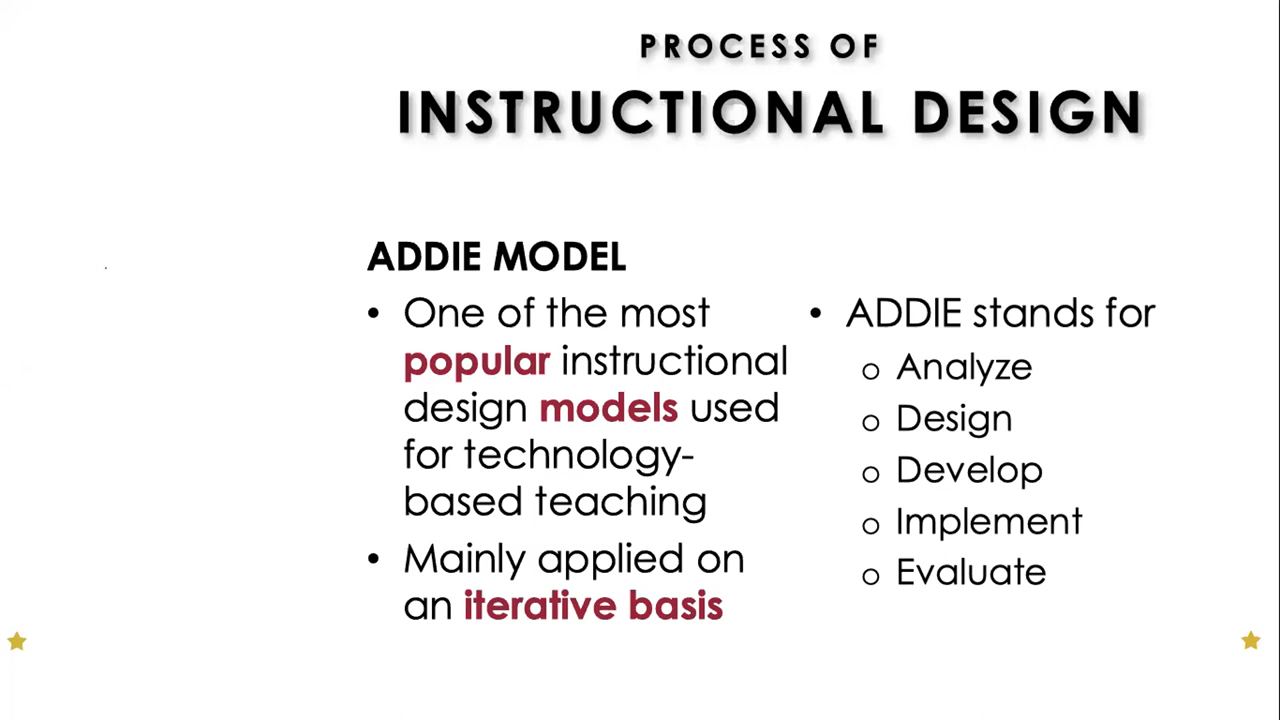 PROCESS OF
INSTRUCTIONAL DESIGN
ADDIE MODEL
• One of the most
popular instructional
design models used
for technology-
based teaching
• Mainly applied on
an iterative basis
• ADDIE stands for
o Analyze
o Design
o Develop
o Implement
o Evaluate